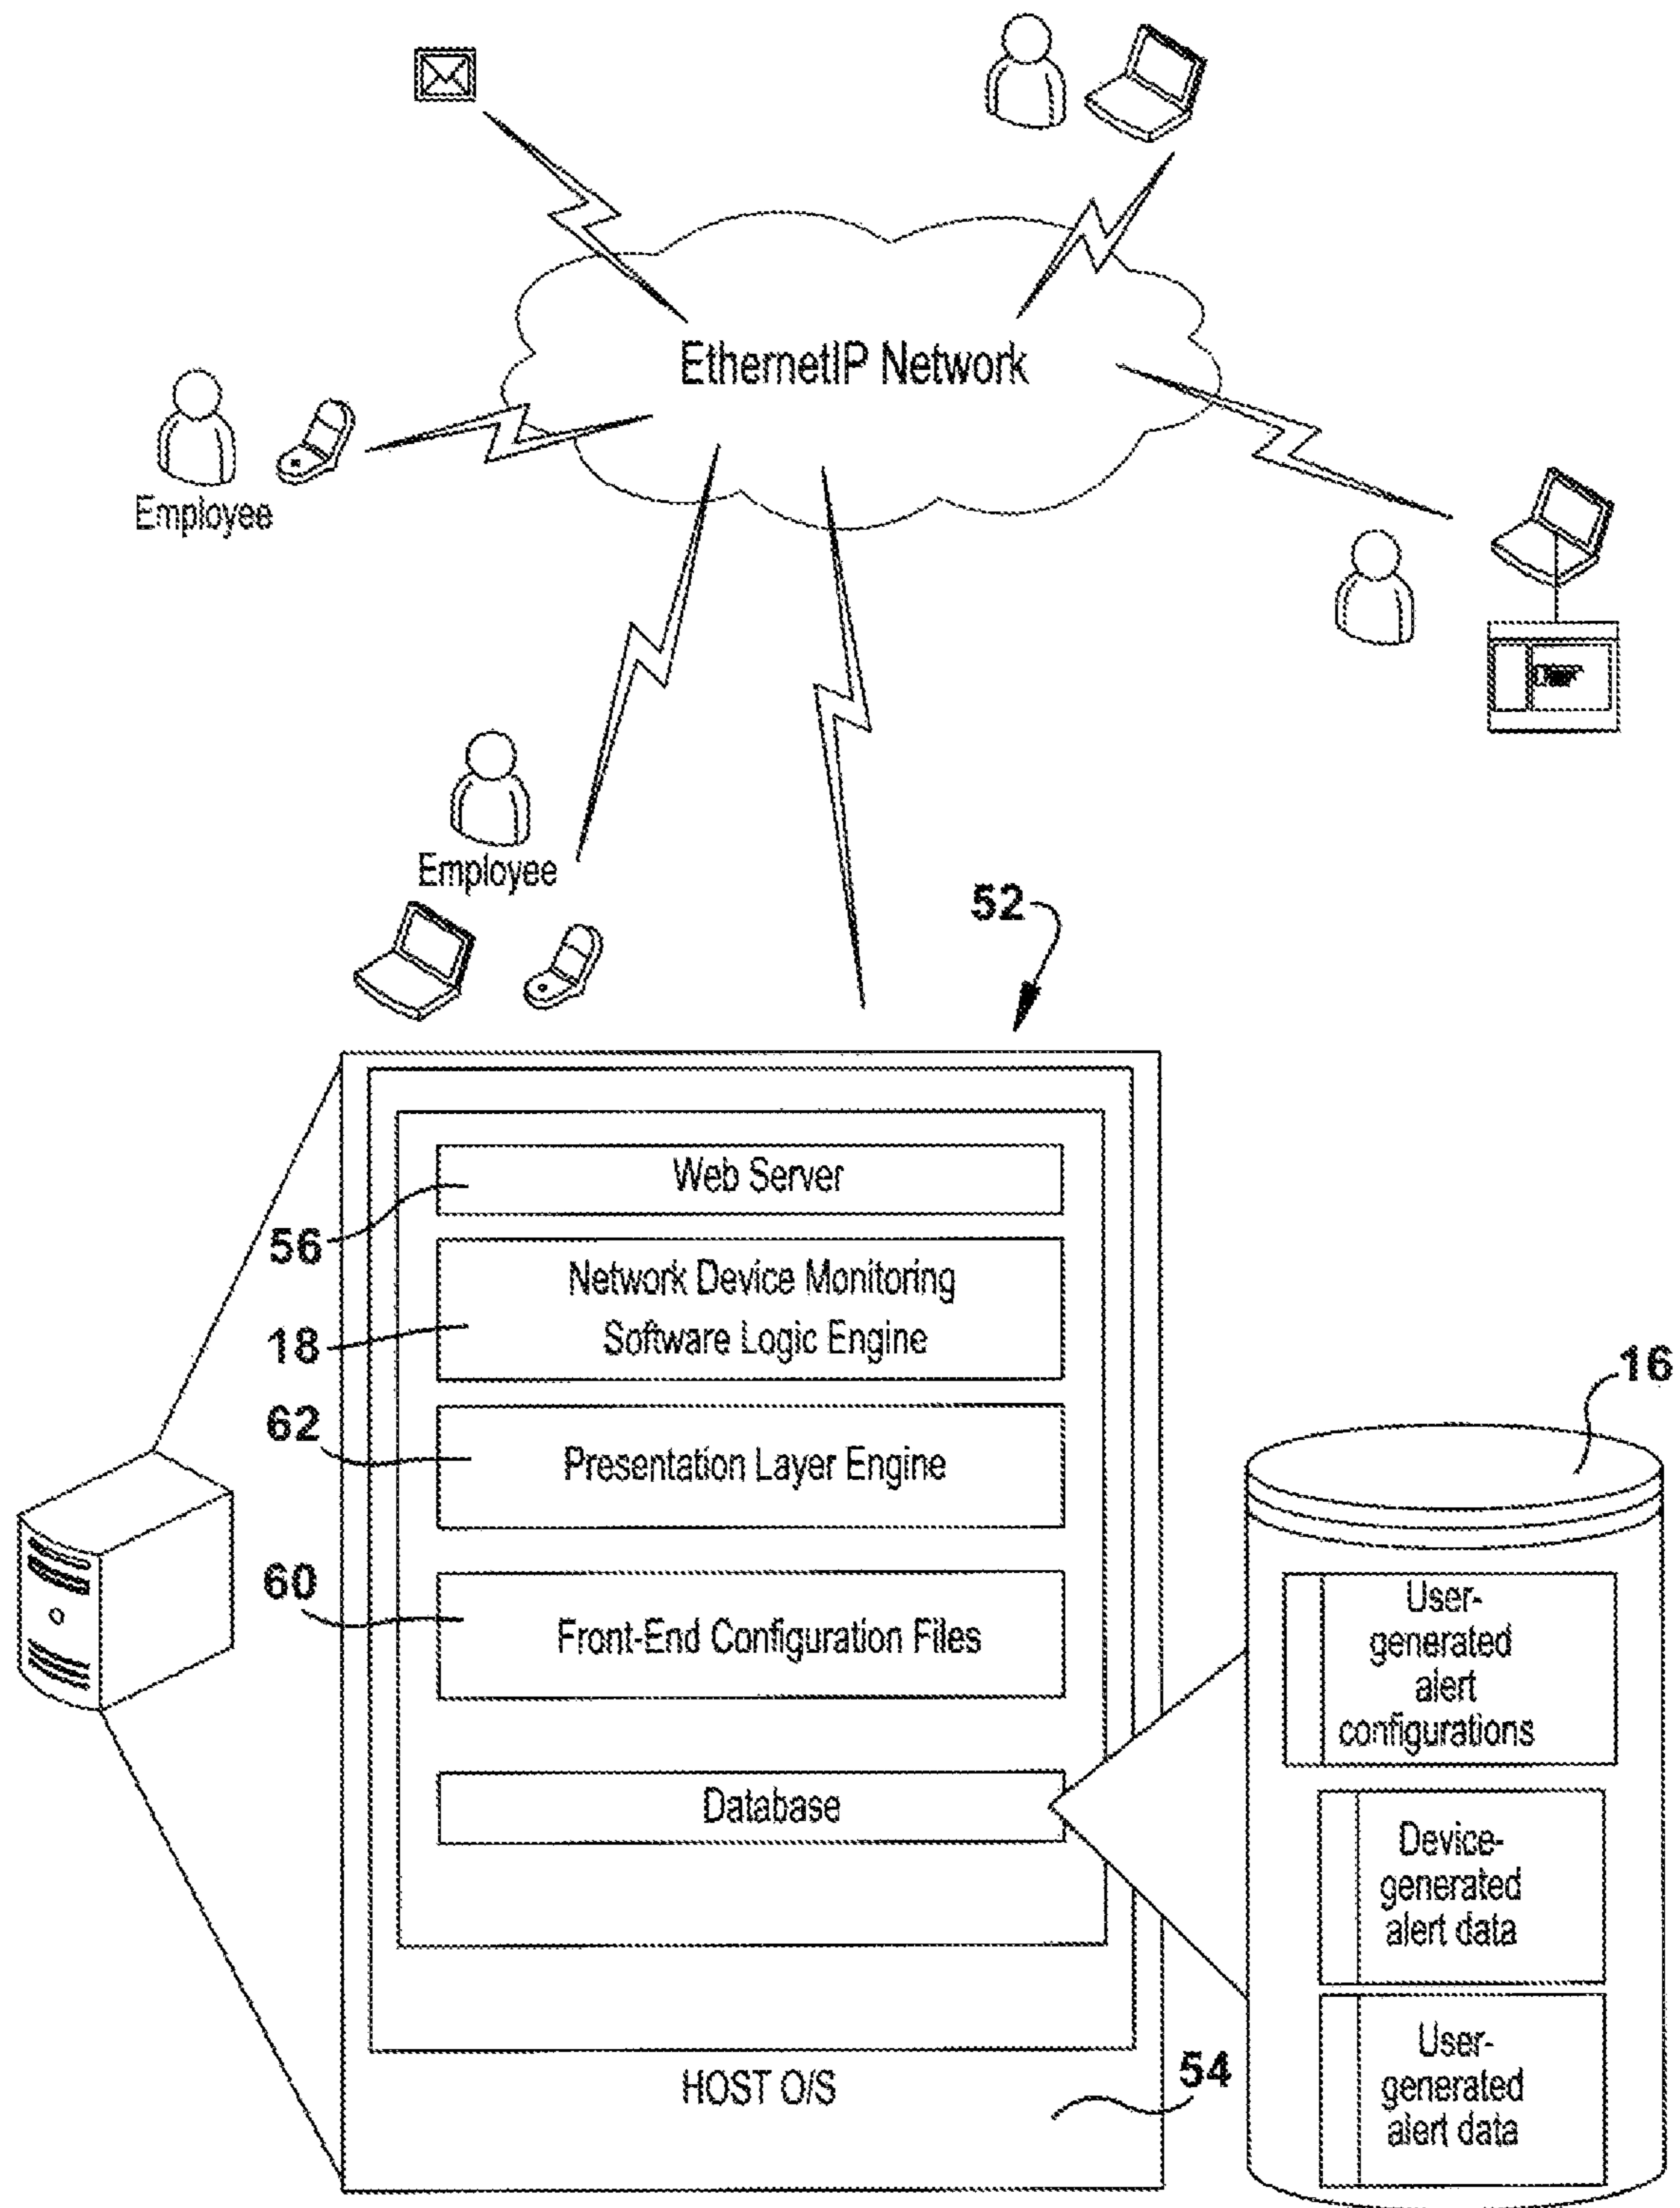 EthernetIP Network
Employee
Employee
52
Web Server
56
Network Device Monitoring
Software Logic Engine
18
62
Presentation Layer Engine
60
Front-End Configuration Files
Database
HOST O/S
54
16
User-
generated
alert
configurations
Device-
generated
alert data
User-
generated
alert data